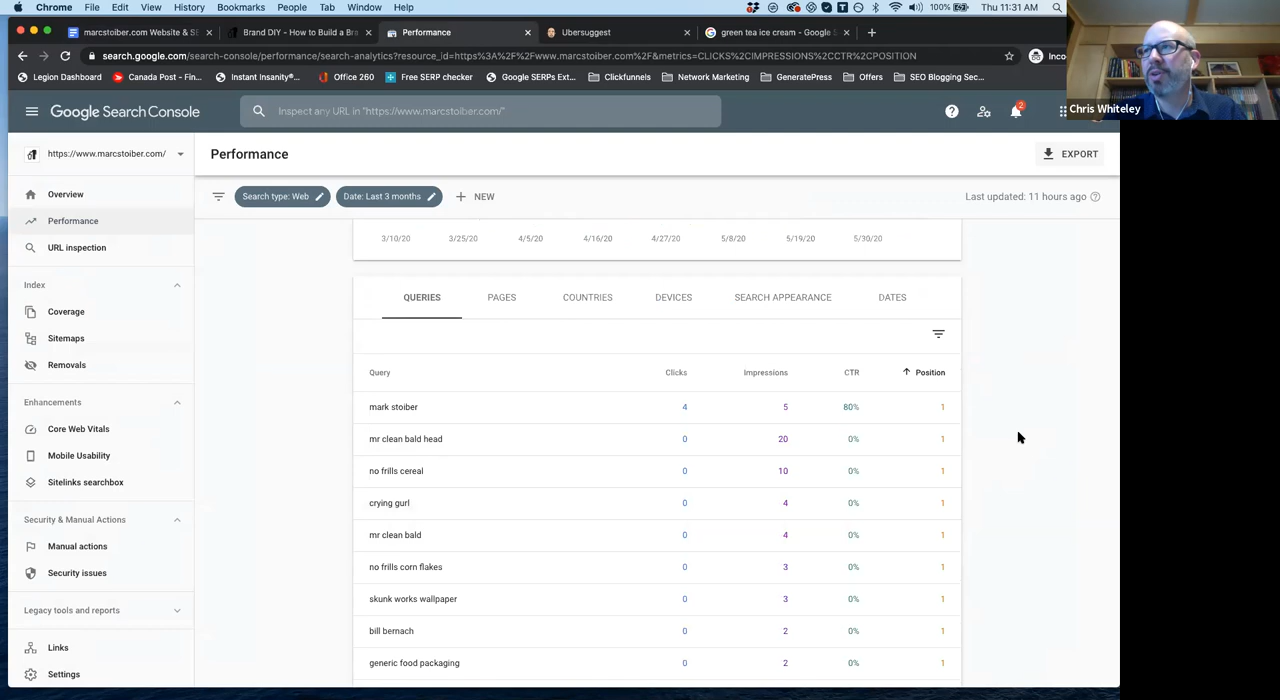 Chrome File Edit View History Bookmarks People Tab Window Help 100% Thu 11:31 AM
marcstoiber.com Website & SE Brand DIY - How to Build a Bra Performance Ubersuggest green tea ice cream - Google S
search.google.com/search-console/performance/search-analytics?resource_id=https%3A%2F%2Fwww.marcstoiber.com%2F&metrics=CLICKS%2CIMPRESSIONS%2CCTR%2CPOSITION Inco
Legion Dashboard Canada Post - Fin... Instant Insanity®... Office 260 Free SERP checker Google SERPs Ext... Clickfunnels Network Marketing GeneratePress Offers SEO Blogging Sec...
Chris Whiteley
Google Search Console Inspect any URL in "https://www.marcstoiber.com/" 2
https://www.marcstoiber.com/ Performance EXPORT
Overview
Performance
URL inspection
Index
Coverage
Sitemaps
Removals
Enhancements
Core Web Vitals
Mobile Usability
Sitelinks searchbox
Security & Manual Actions
Manual actions
Security issues
Legacy tools and reports
Links
Settings
Search type: Web Date: Last 3 months NEW Last updated: 11 hours ago
3/10/20 3/25/20 4/5/20 4/16/20 4/27/20 5/8/20 5/19/20 5/30/20
QUERIES PAGES COUNTRIES DEVICES SEARCH APPEARANCE DATES
Query Clicks Impressions CTR Position
mark stoiber 4 5 80% 1
mr clean bald head 0 20 0% 1
no frills cereal 0 10 0% 1
crying gurl 0 4 0% 1
mr clean bald 0 4 0% 1
no frills corn flakes 0 3 0% 1
skunk works wallpaper 0 3 0% 1
bill bernach 0 2 0% 1
generic food packaging 0 2 0% 1